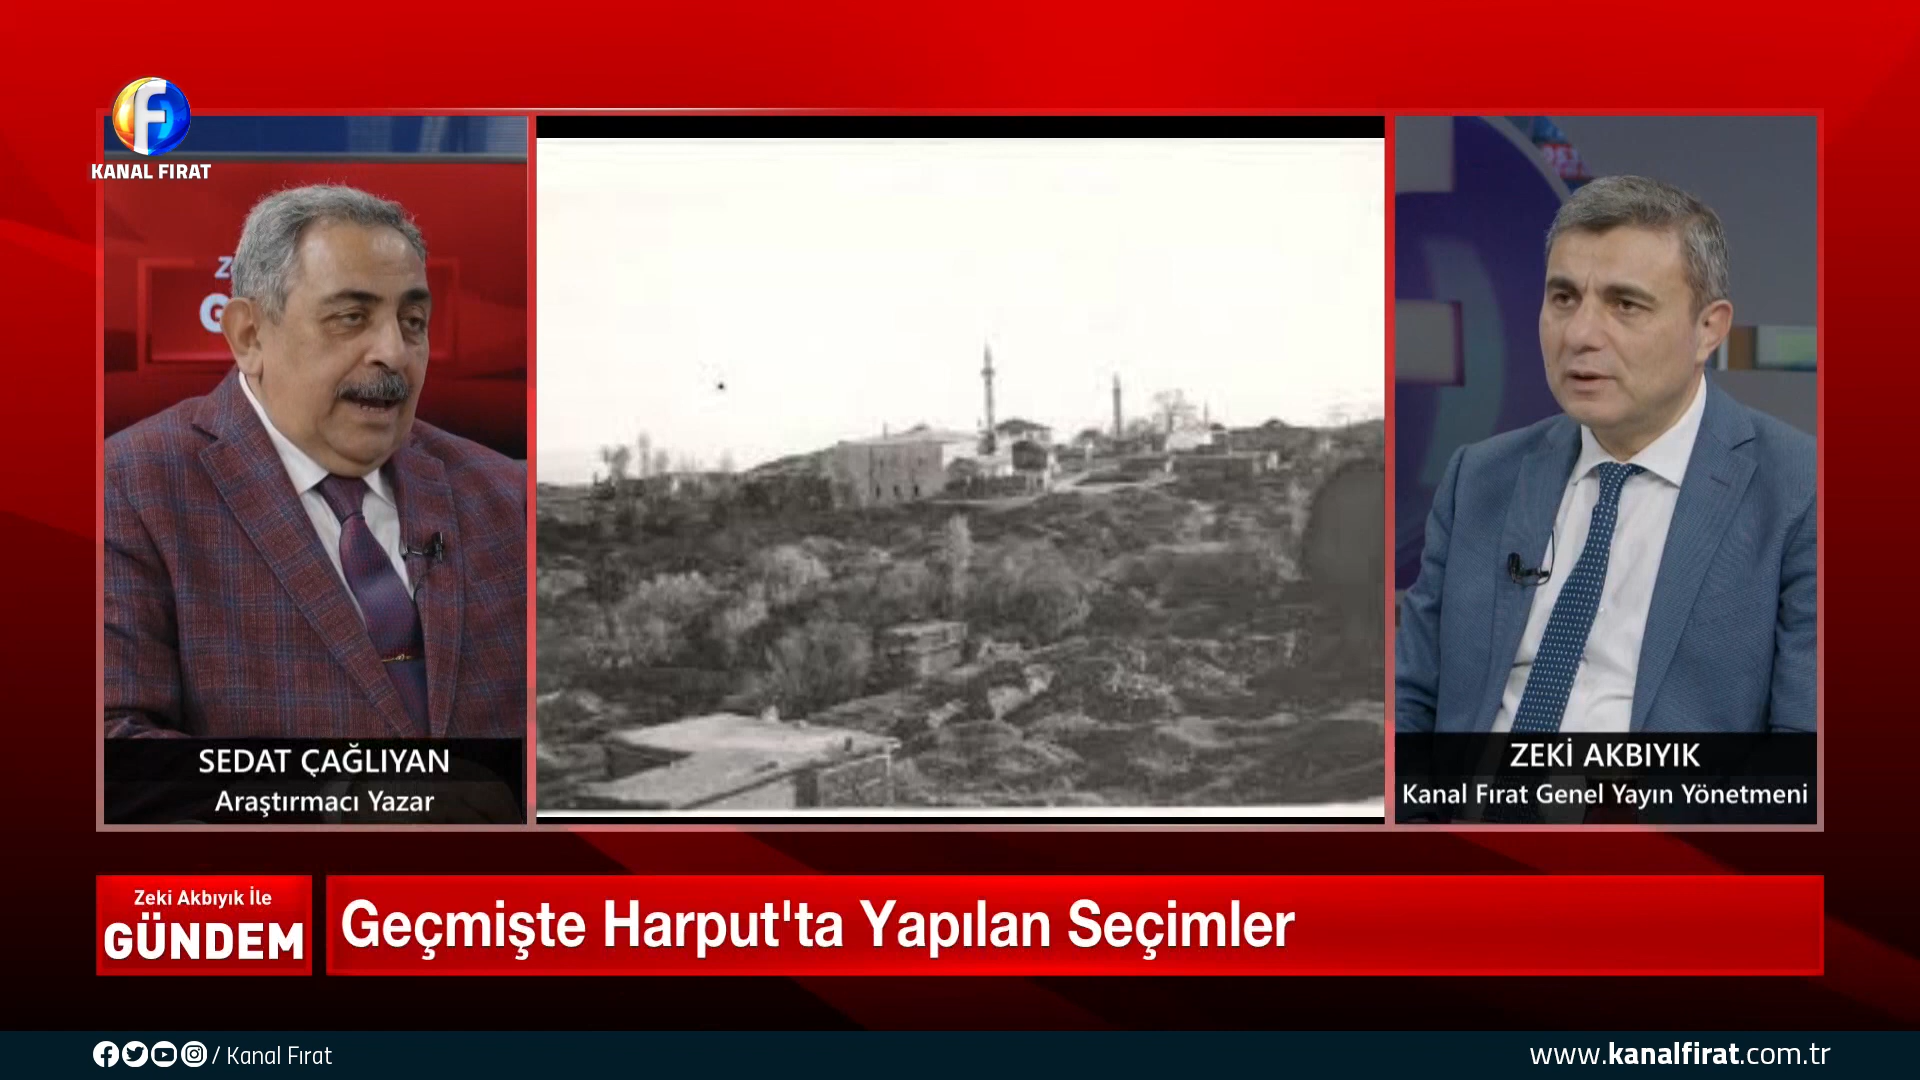 KANAL FIRAT
SEDAT ÇAĞLIYAN
Araştırmacı Yazar
ZEKİ AKBIYIK
Kanal Fırat Genel Yayın Yönetmeni
Zeki Akbıyık İle
GÜNDEM
Geçmişte Harput'ta Yapılan Seçimler
/ Kanal Fırat
www.kanalfirat.com.tr